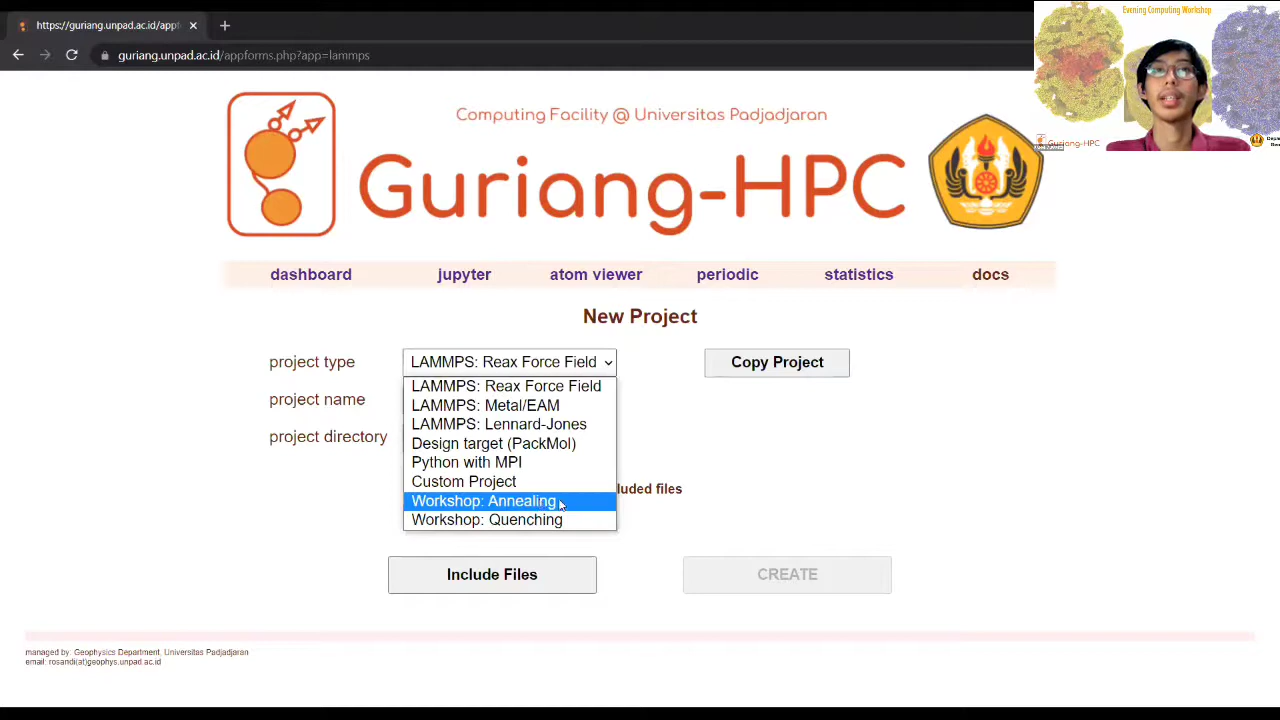 https://guriang.unpad.ac.id/appf
guriang.unpad.ac.id/appforms.php?app=lammps
Evening Computing Workshop
Guriang-HPC
Computing Facility @ Universitas Padjadjaran
Guriang-HPC
dashboard jupyter atom viewer periodic statistics docs
New Project
project type LAMMPS: Reax Force Field Copy Project
project name
project directory
LAMMPS: Reax Force Field
LAMMPS: Metal/EAM
LAMMPS: Lennard-Jones
Design target (PackMol)
Python with MPI
Custom Project
Workshop: Annealing
Workshop: Quenching
luded files
Include Files CREATE
managed by: Geophysics Department, Universitas Padjadjaran
email: rosandi(at)geophys.unpad.ac.id